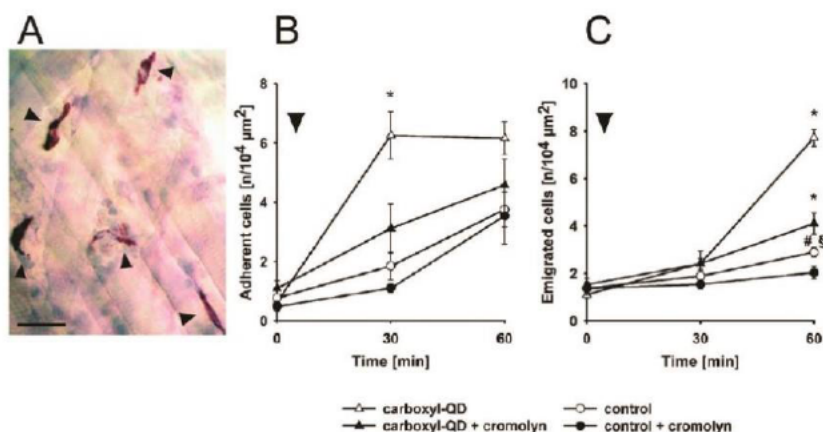 A
B
C
8
6
4
2
0
Adherent cells [n/10⁴ µm²]
*
0 30 60
Time [min]
10
8
6
4
2
0
Emigrated cells [n/10⁴ µm²]
*
*
# §
0 30 60
Time [min]
carboxyl-QD
control
carboxyl-QD + cromolyn
control + cromolyn